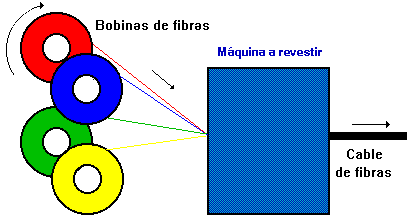 Bobinas de fibras
Máquina a revestir
Cable
de fibras